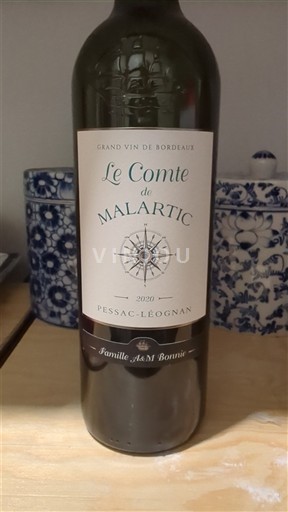 GRAND VIN DE BORDEAUX
Le Comte
de
MALARTIC
2020
PESSAC-LÉOGNAN
Famille A&M Bonnie